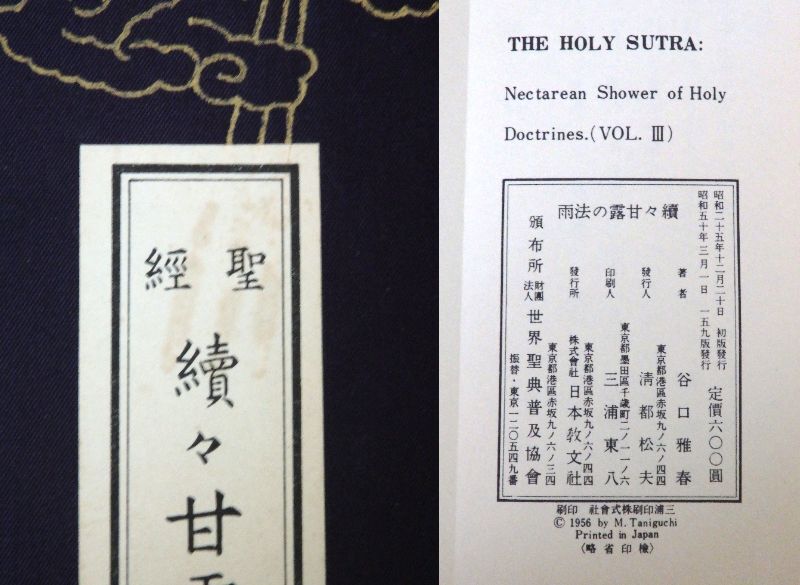 聖經
續々甘
THE HOLY SUTRA:
Nectarean Shower of Holy
Doctrines.(VOL. Ⅲ)
續々甘露の法雨
昭和二十五年十二月二十日 初版發行
昭和五十年三月一日 一五九版發行
定價六〇〇圓
著者 谷口雅春
東京都港區赤坂九ノ六ノ四四
發行人 淸都松夫
東京都墨田區千歳町二ノ一一ノ六
印刷人 三浦東八
東京都港區赤坂九ノ六ノ四四
發行所 株式會社 日本教文社
東京都港區赤坂九ノ六ノ三四
頒布所 財團法人 世界聖典普及協會
振替・東京一二〇五四九番
三浦印刷株式會社 印刷
© 1956 by M. Taniguchi
Printed in Japan
(檢印省略)